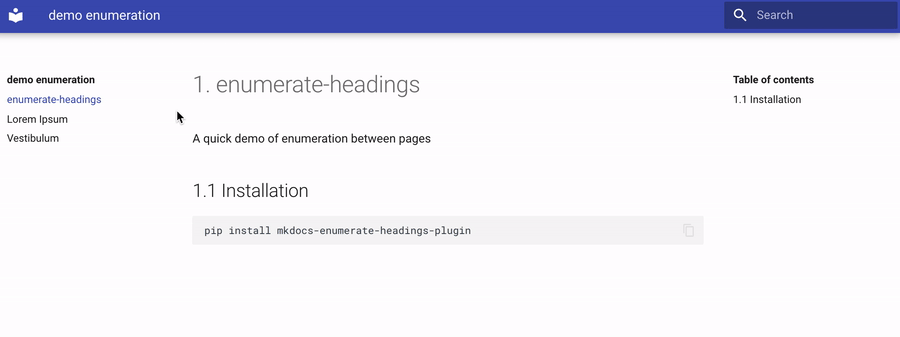 demo enumeration
Search
demo enumeration
enumerate-headings
Lorem Ipsum
Vestibulum
1. enumerate-headings
A quick demo of enumeration between pages
1.1 Installation
pip install mkdocs-enumerate-headings-plugin
Table of contents
1.1 Installation